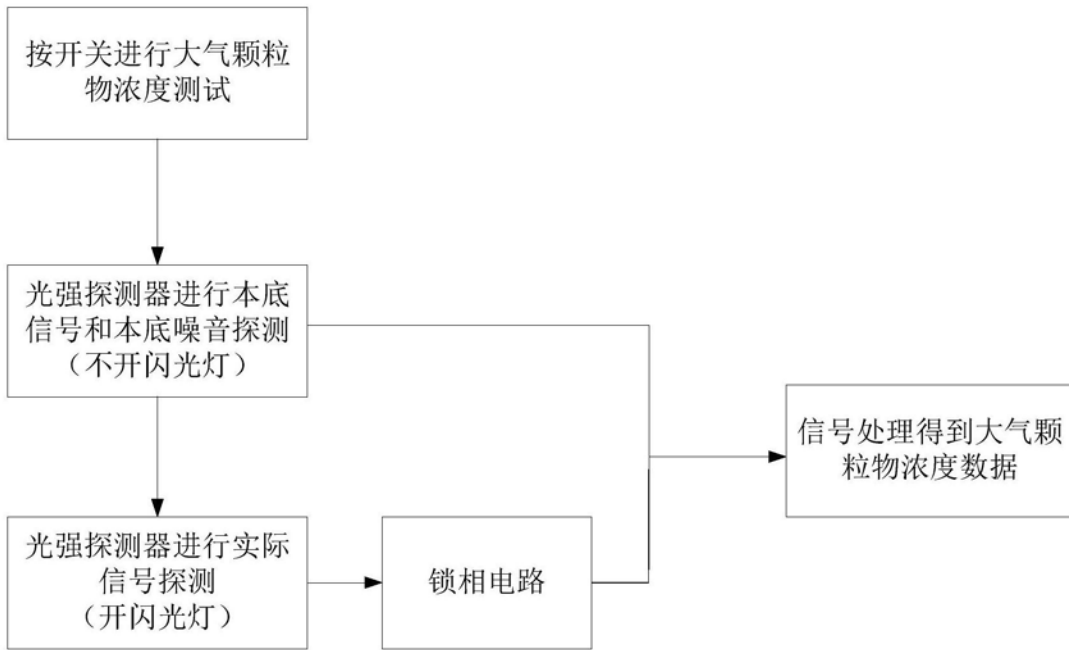 按开关进行大气颗粒
物浓度测试
光强探测器进行本底
信号和本底噪音探测
（不开闪光灯）
信号处理得到大气颗
粒物浓度数据
光强探测器进行实际
信号探测
（开闪光灯）
锁相电路